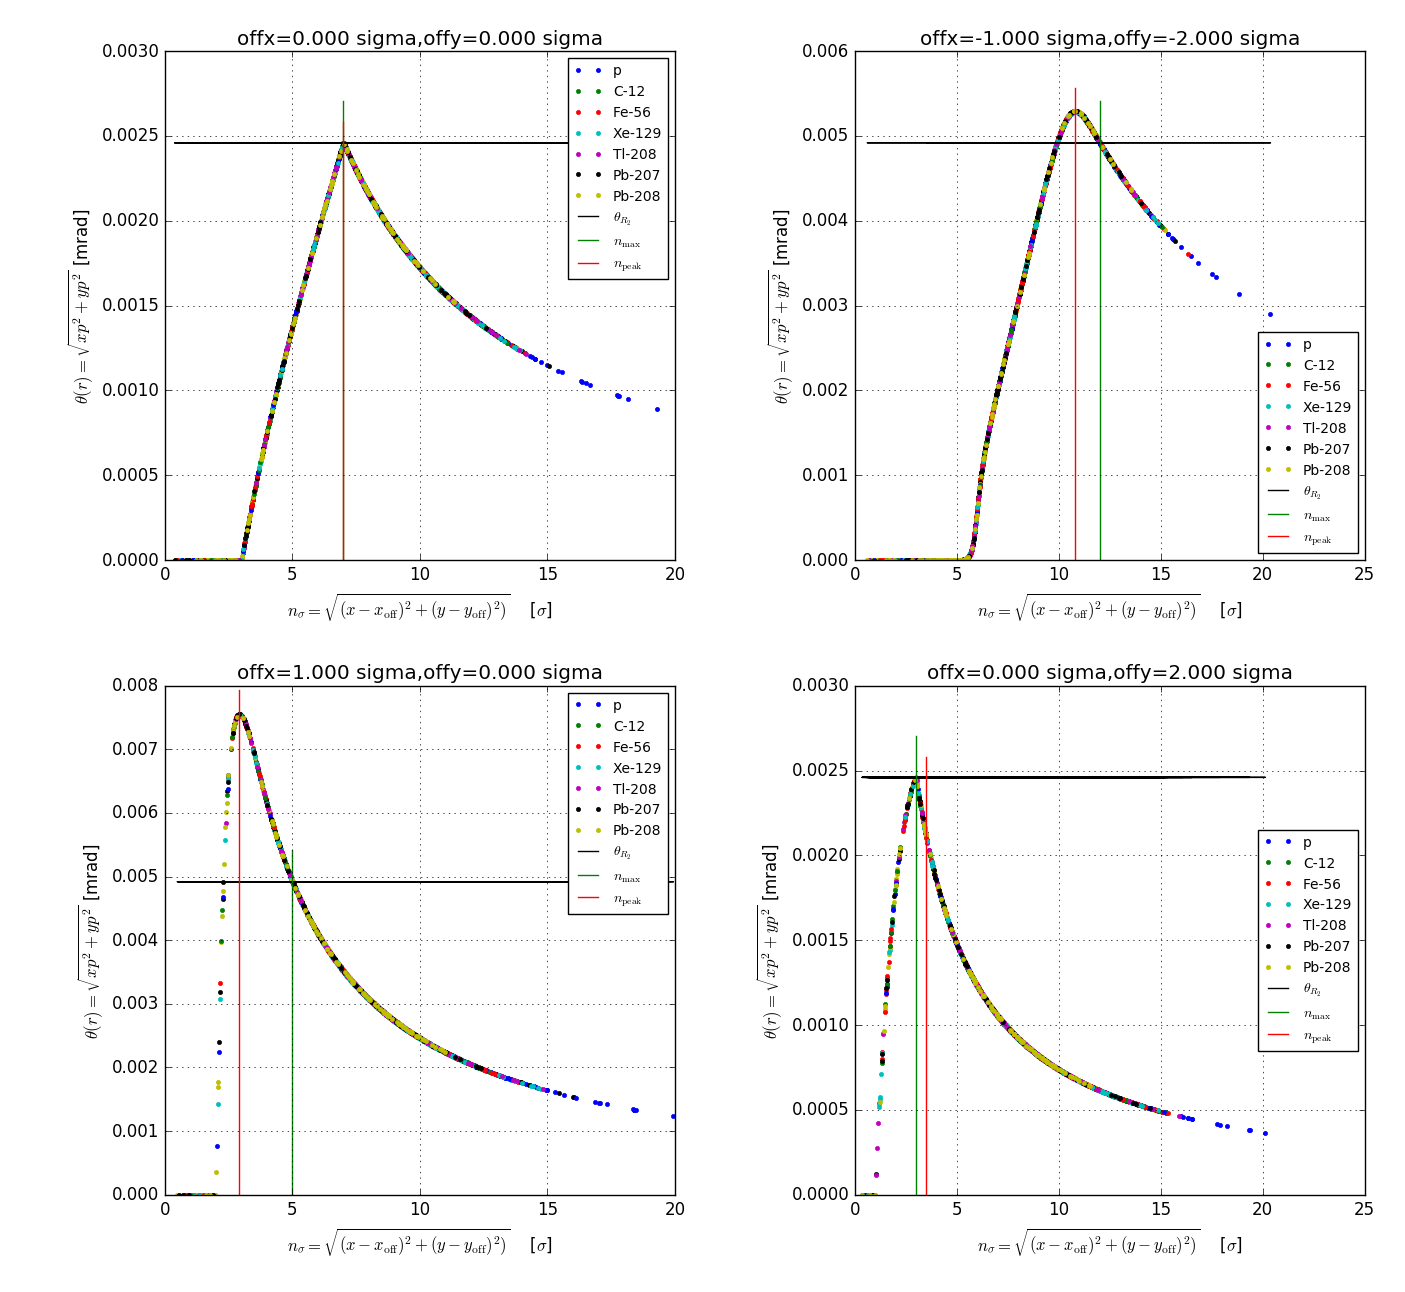 offx=0.000 sigma,offy=0.000 sigma
0.0030
0.0025
0.0020
0.0015
0.0010
0.0005
0.0000
θ(r) = √(xp² + yp²) [mrad]
p
C-12
Fe-56
Xe-129
Tl-208
Pb-207
Pb-208
θ_R₂
n_max
n_peak
0 5 10 15 20
n_σ = √((x − x_off)² + (y − y_off)²) [σ]
offx=-1.000 sigma,offy=-2.000 sigma
0.006
0.005
0.004
0.003
0.002
0.001
0.000
θ(r) = √(xp² + yp²) [mrad]
p
C-12
Fe-56
Xe-129
Tl-208
Pb-207
Pb-208
θ_R₂
n_max
n_peak
0 5 10 15 20 25
n_σ = √((x − x_off)² + (y − y_off)²) [σ]
offx=1.000 sigma,offy=0.000 sigma
0.008
0.007
0.006
0.005
0.004
0.003
0.002
0.001
0.000
θ(r) = √(xp² + yp²) [mrad]
p
C-12
Fe-56
Xe-129
Tl-208
Pb-207
Pb-208
θ_R₂
n_max
n_peak
0 5 10 15 20
n_σ = √((x − x_off)² + (y − y_off)²) [σ]
offx=0.000 sigma,offy=2.000 sigma
0.0030
0.0025
0.0020
0.0015
0.0010
0.0005
0.0000
θ(r) = √(xp² + yp²) [mrad]
p
C-12
Fe-56
Xe-129
Tl-208
Pb-207
Pb-208
θ_R₂
n_max
n_peak
0 5 10 15 20 25
n_σ = √((x − x_off)² + (y − y_off)²) [σ]